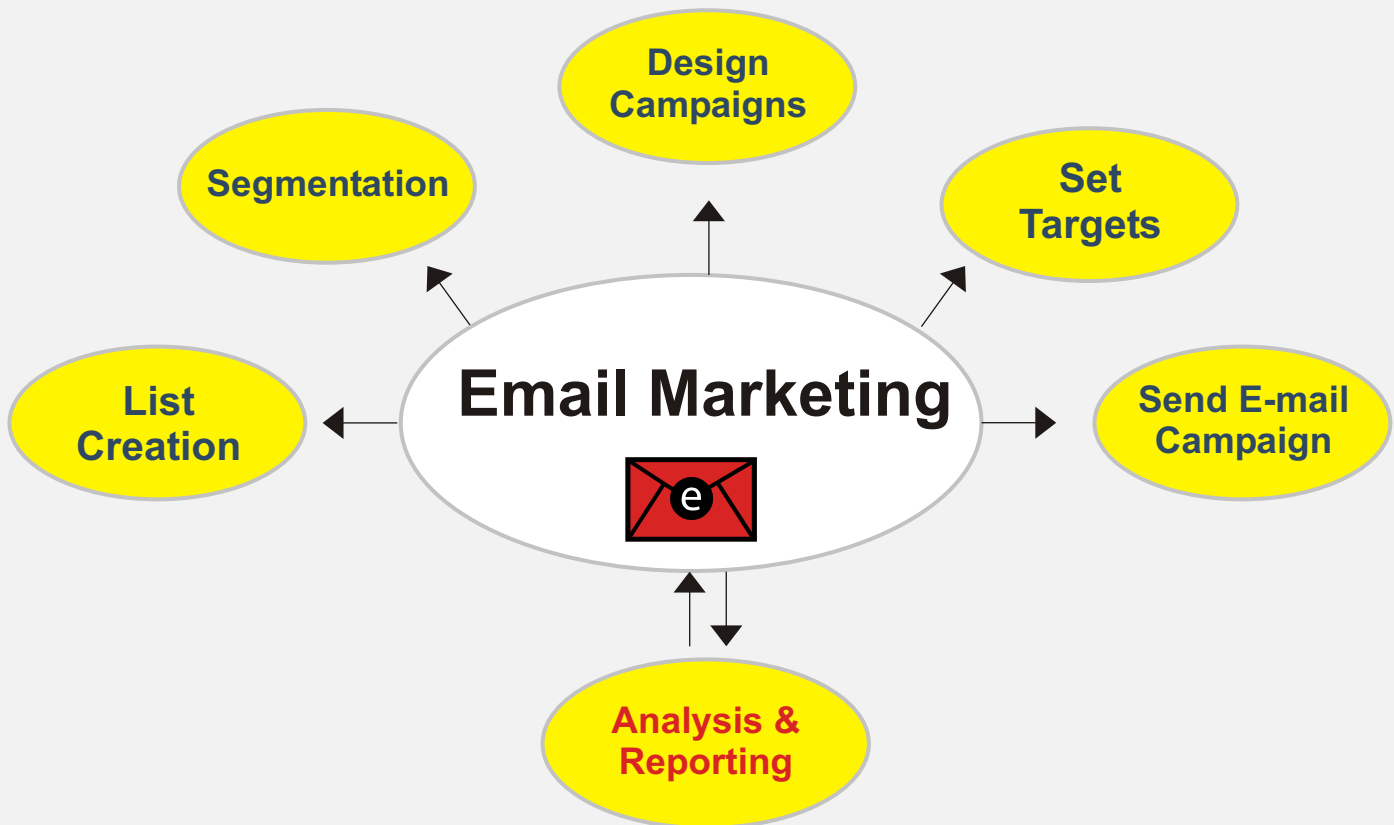 Design
Campaigns
Segmentation
Set
Targets
List
Creation
Email Marketing
Send E-mail
Campaign
e
Analysis &
Reporting